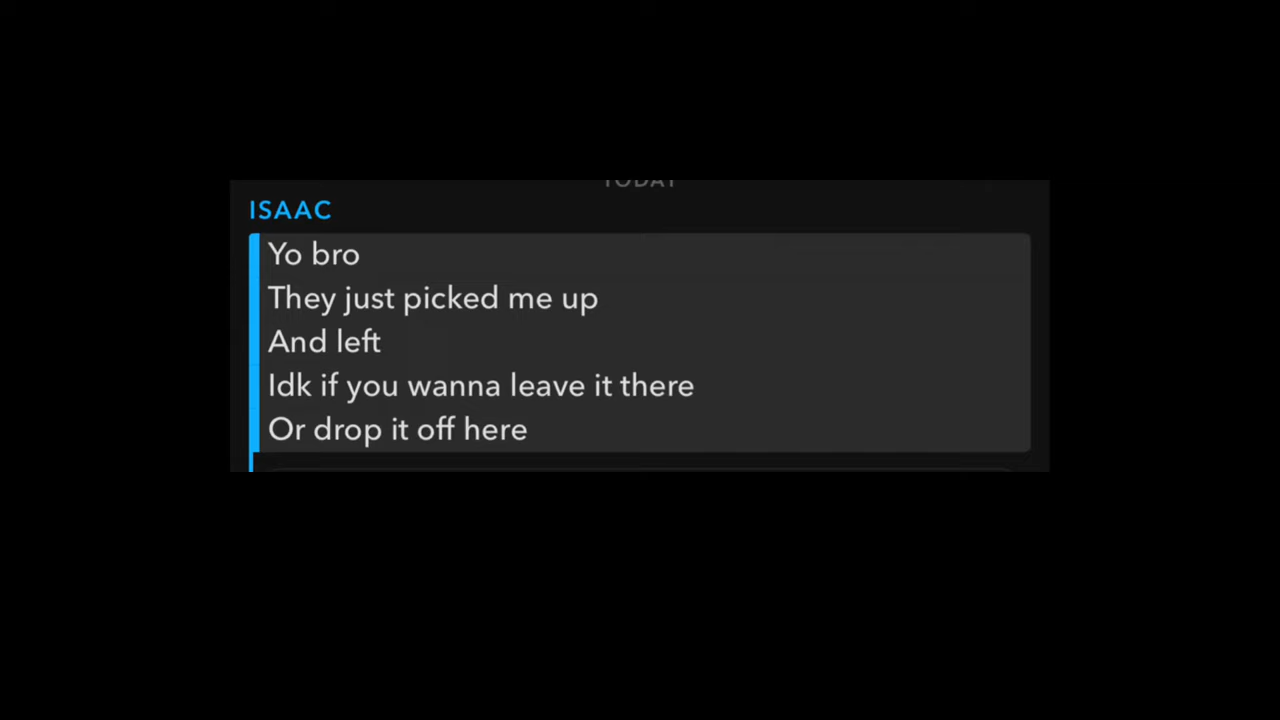 TODAY
ISAAC
Yo bro
They just picked me up
And left
Idk if you wanna leave it there
Or drop it off here